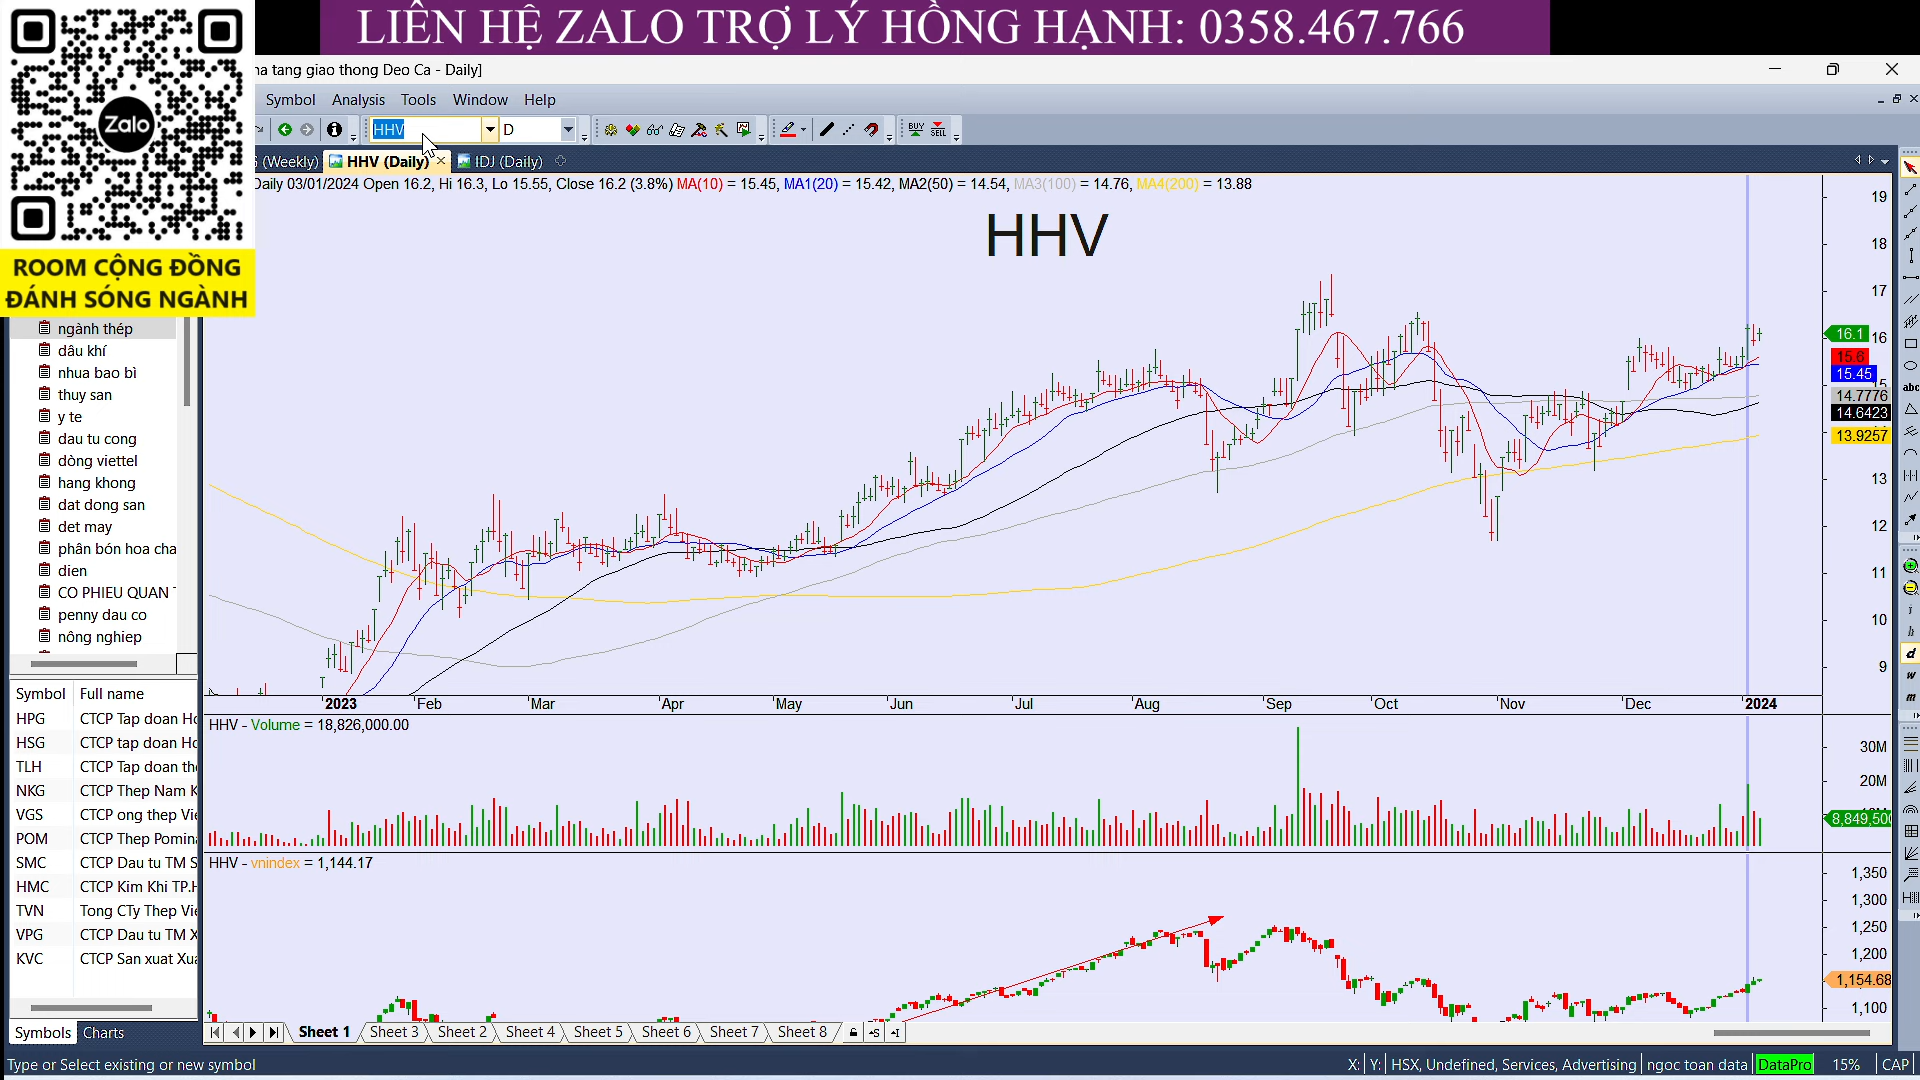 LIÊN HỆ ZALO TRỢ LÝ HỒNG HẠNH: 0358.467.766
Zalo
ROOM CỘNG ĐỒNG
ĐÁNH SÓNG NGÀNH
ha tang giao thong Deo Ca - Daily]
Symbol Analysis Tools Window Help
HHV D BUY SELL
(Weekly) HHV (Daily) IDJ (Daily)
Daily 03/01/2024 Open 16.2, Hi 16.3, Lo 15.55, Close 16.2 (3.8%) MA(10) = 15.45, MA1(20) = 15.42, MA2(50) = 14.54, MA3(100) = 14.76, MA4(200) = 13.88
HHV
19
18
17
16
16.1
15.6
15.45
15
14.7776
14.6423
13.9257
13
12
11
10
9
2023 Feb Mar Apr May Jun Jul Aug Sep Oct Nov Dec 2024
HHV - Volume = 18,826,000.00
30M
20M
8,849,500
HHV - vnindex = 1,144.17
1,350
1,300
1,250
1,200
1,154.68
1,100
ngành thép
dâu khí
nhua bao bì
thuy san
y te
dau tu cong
dòng viettel
hang khong
dat dong san
det may
phân bón hoa cha
dien
CO PHIEU QUAN
penny dau co
nông nghiep
Symbol Full name
HPG CTCP Tap doan Ho
HSG CTCP tap doan Ho
TLH CTCP Tap doan the
NKG CTCP Thep Nam K
VGS CTCP ong thep Vie
POM CTCP Thep Pomina
SMC CTCP Dau tu TM S
HMC CTCP Kim Khi TP.H
TVN Tong CTy Thep Vie
VPG CTCP Dau tu TM X
KVC CTCP San xuat Xua
Symbols Charts
Sheet 1 Sheet 3 Sheet 2 Sheet 4 Sheet 5 Sheet 6 Sheet 7 Sheet 8
abc
i
h
d
w
m
Type or Select existing or new symbol
X: Y: HSX, Undefined, Services, Advertising ngoc toan data DataPro 15% CAP